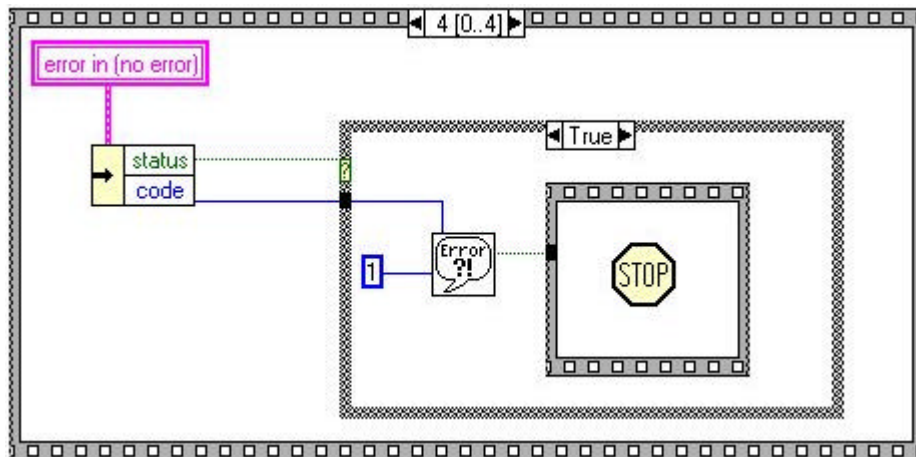 4 [0..4]
error in (no error)
True
status
?
code
Error
?!
1
STOP